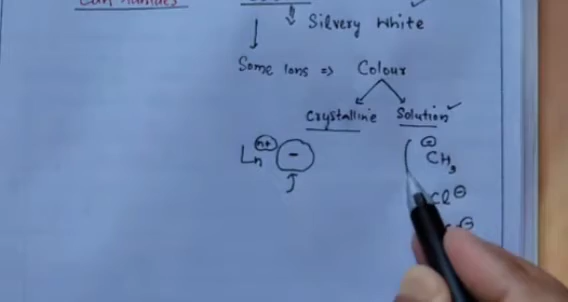 Silvery White
Some Ions => Colour
Crystalline Solution
Ln n+ -
⊖CH3
Cl⊖